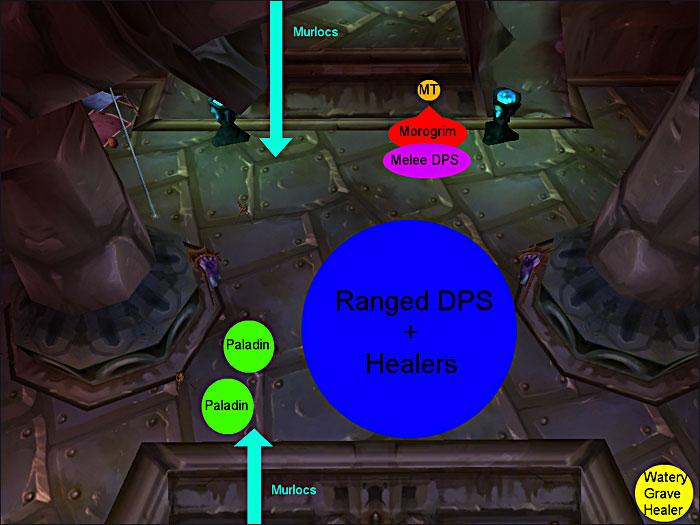 Murlocs
MT
Morogrim
Melee DPS
Ranged DPS
+
Healers
Paladin
Paladin
Murlocs
Watery
Grave
Healer